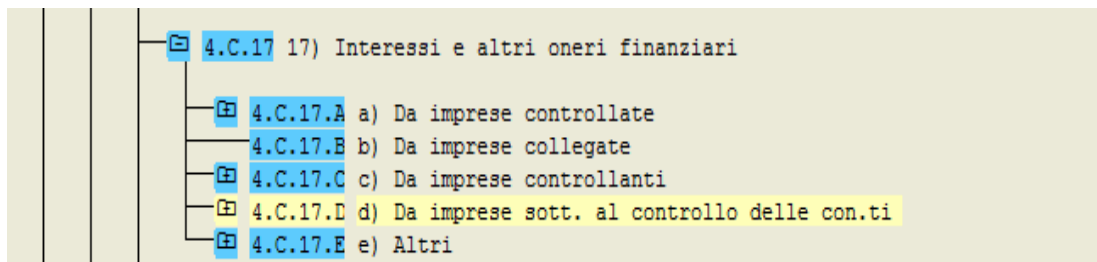 4.C.17 17) Interessi e altri oneri finanziari
4.C.17.A a) Da imprese controllate
4.C.17.B b) Da imprese collegate
4.C.17.C c) Da imprese controllanti
4.C.17.D d) Da imprese sott. al controllo delle con.ti
4.C.17.E e) Altri